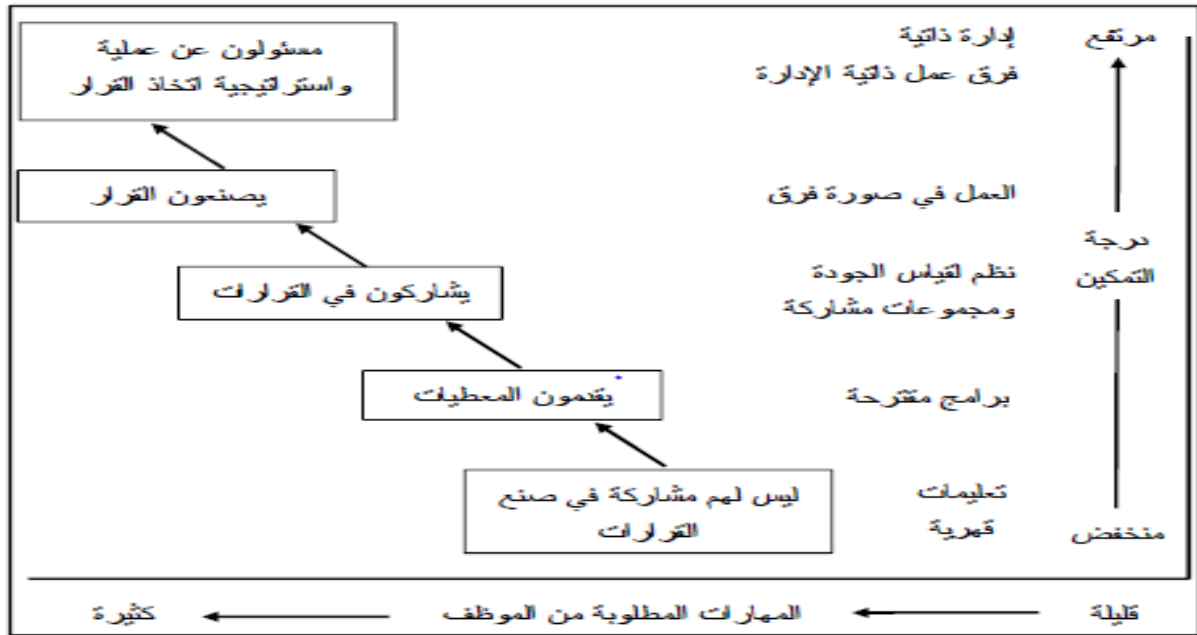 مرتفع
إدارة ذاتية
فرق عمل ذاتية الإدارة
مسئولون عن عملية
واستراتيجية اتخاذ القرار
العمل في صورة فرق
يصنعون القرار
درجة
التمكين
نظم لقياس الجودة
ومجموعات مشاركة
يشاركون في القرارات
برامج مقترحة
يقدمون المعطيات
منخفض
تعليمات
قهرية
ليس لهم مشاركة في صنع
القرارات
قليلة
المهارات المطلوبة من الموظف
كثيرة